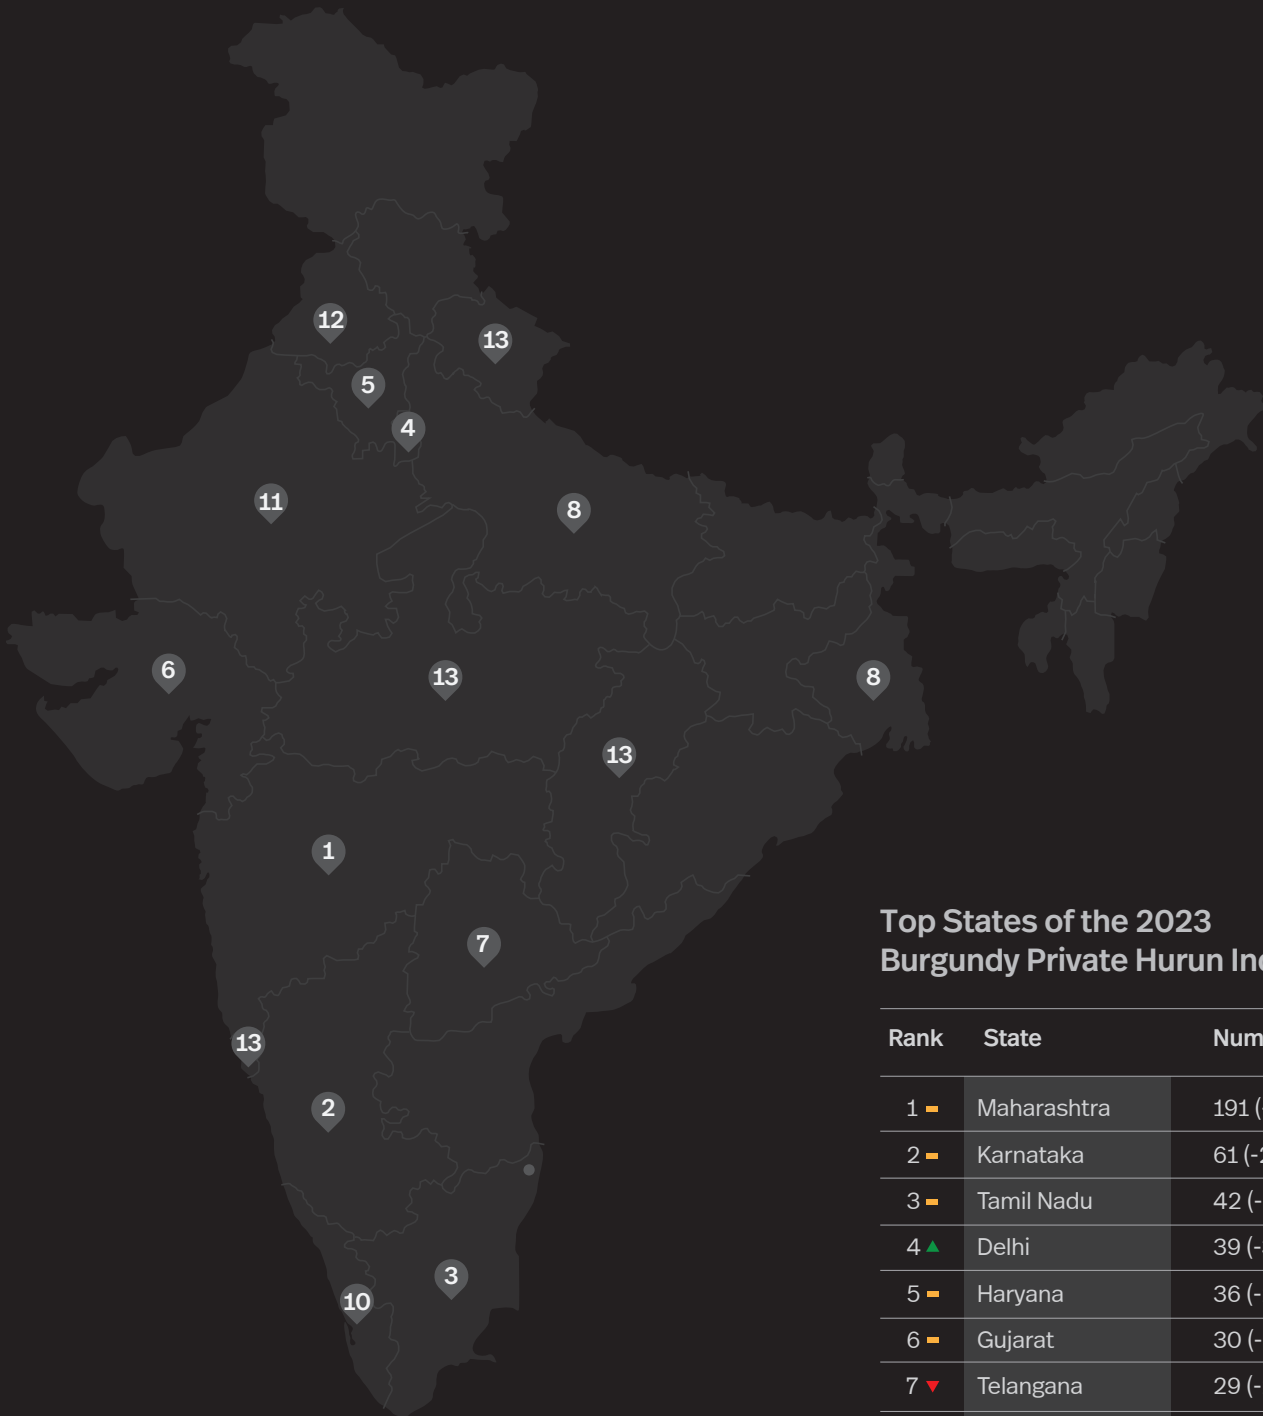 12
13
5
4
11
8
6
13
8
13
1
7
13
2
3
10
Top States of the 2023
Burgundy Private Hurun
Rank State
1 Maharashtra 191
2 Karnataka 61
3 Tamil Nadu 42
4 Delhi 39
5 Haryana 36
6 Gujarat 30
7 Telangana 29